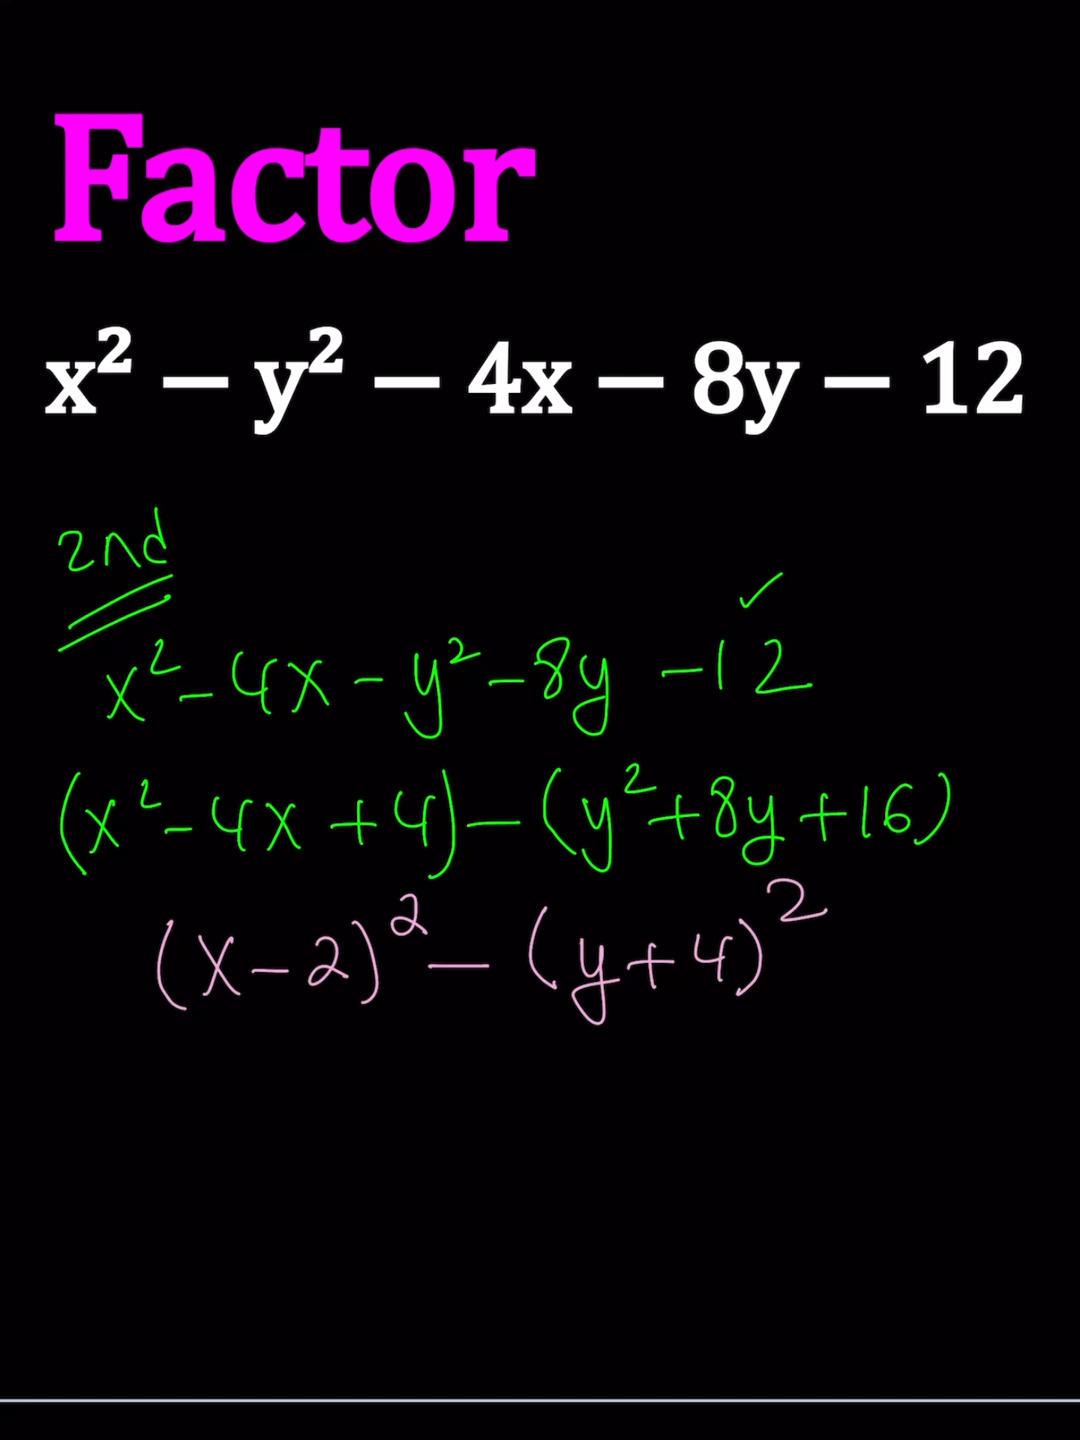 Factor
x² – y² – 4x – 8y – 12
2nd
x² - 4x - y² - 8y - 12 ✓
(x² - 4x + 4) - (y² + 8y + 16)
(x - 2)² - (y + 4)²